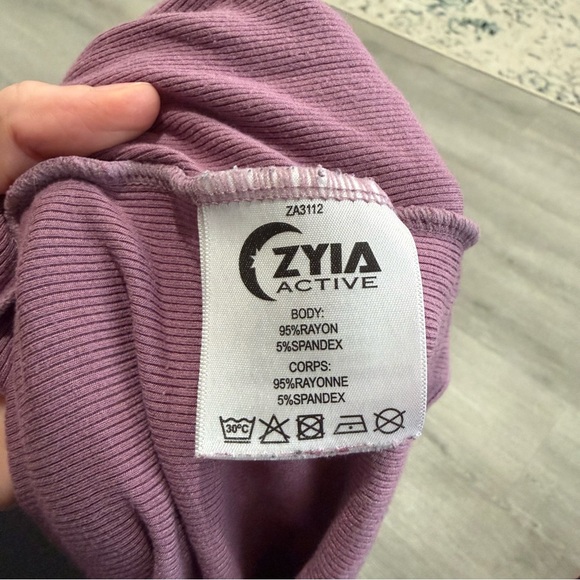 ZA3112
ZYIA
ACTIVE
BODY:
95%RAYON
5%SPANDEX
CORPS:
95%RAYONNE
5%SPANDEX
30°C